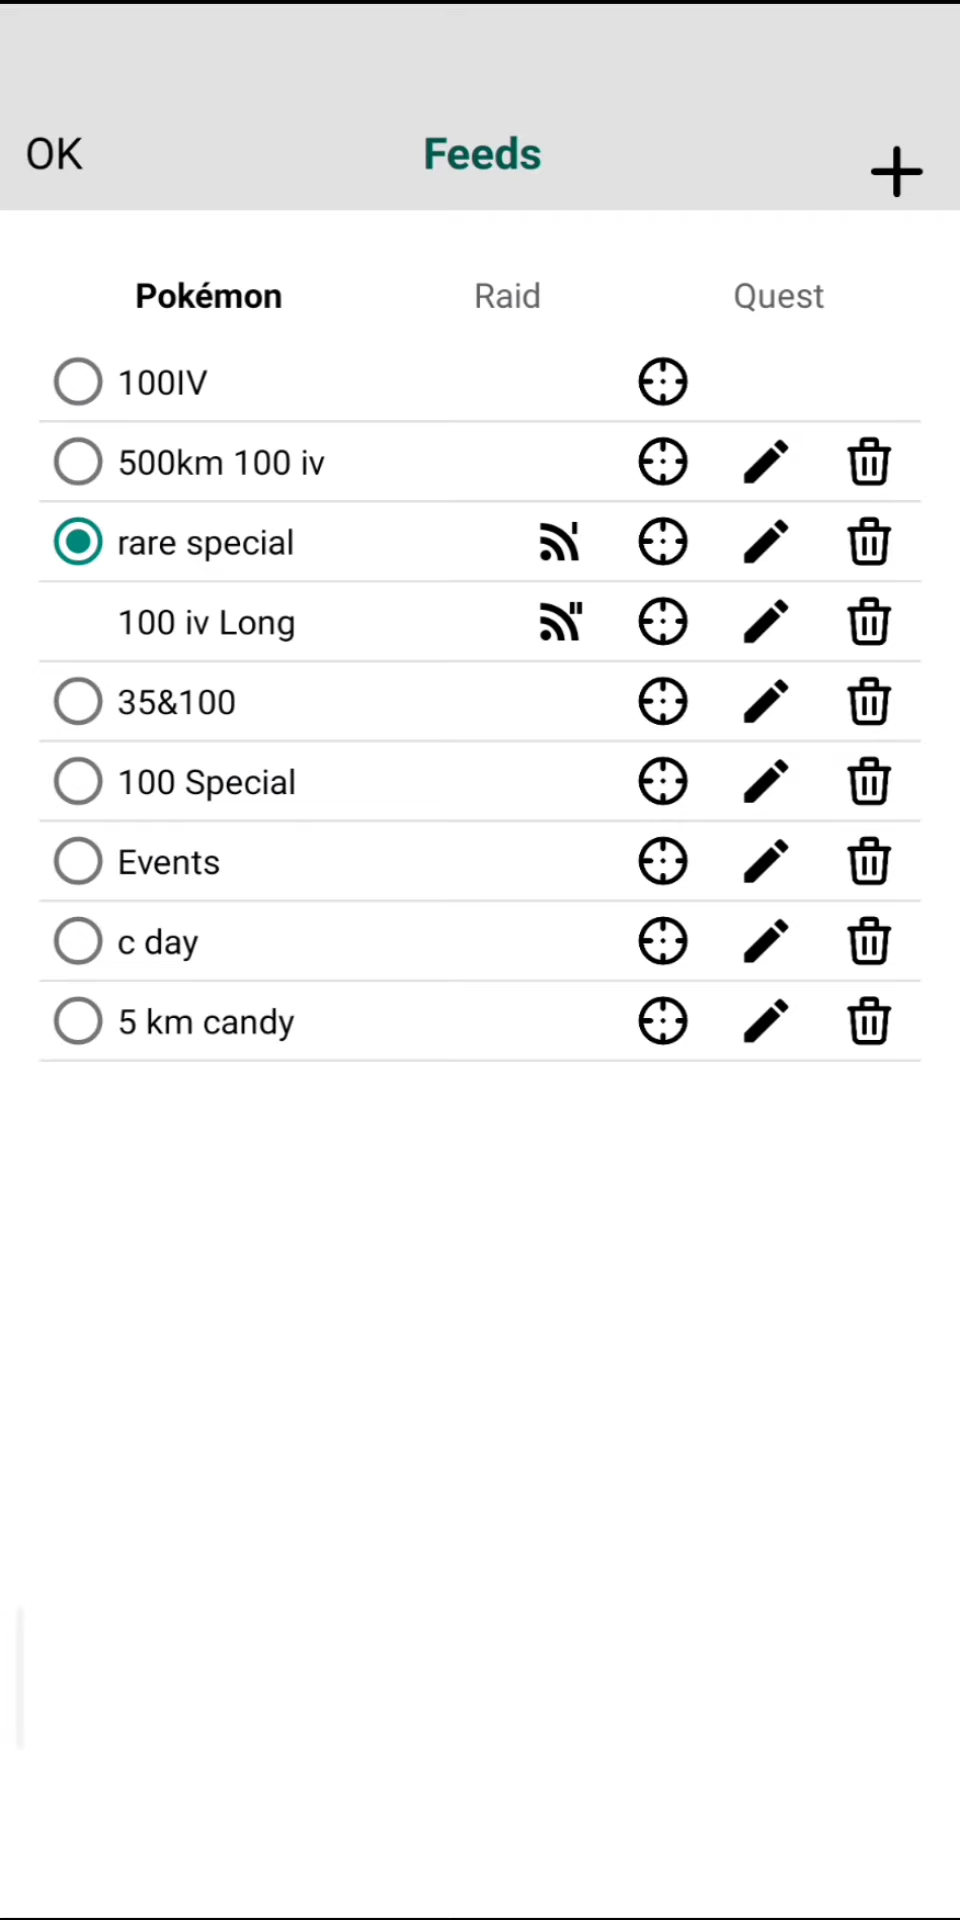 OK Feeds
Pokémon Raid Quest
100IV
500km 100 iv
rare special
100 iv Long
35&100
100 Special
Events
c day
5 km candy